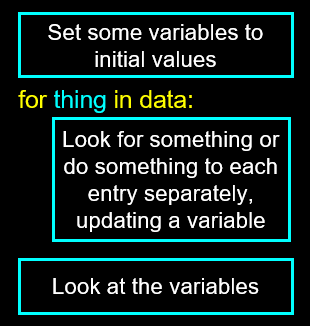 Set some variables to
initial values
for thing in data:
Look for something or
do something to each
entry separately,
updating a variable
Look at the variables